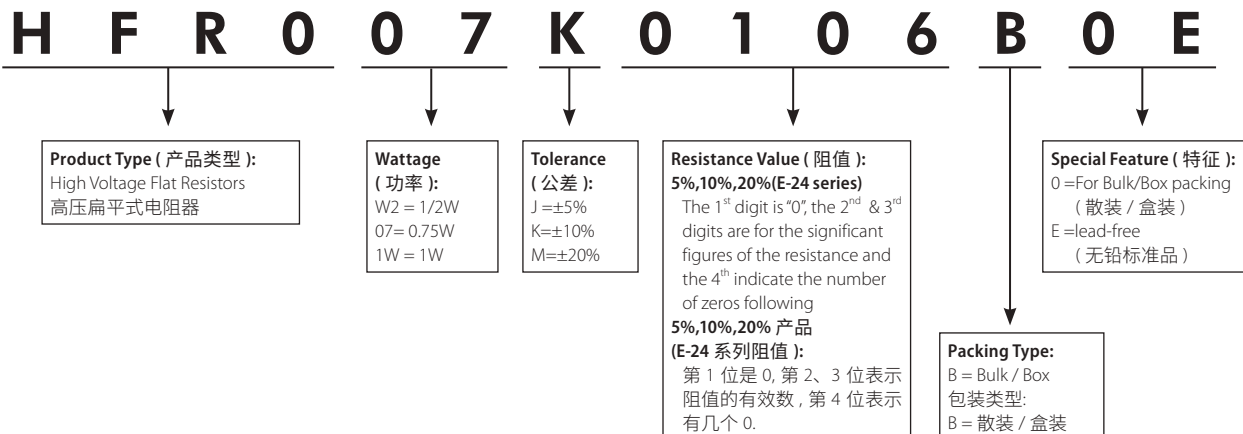 H F R 0 0 7 K 0 1 0 6 B 0 E
Product Type ( 产品类型 ):
High Voltage Flat Resistors
高压扁平式电阻器
Wattage
( 功率 ):
W2 = 1/2W
07= 0.75W
1W = 1W
Tolerance
( 公差 ):
J =±5%
K=±10%
M=±20%
Resistance Value ( 阻值 ):
5%,10%,20%(E-24 series)
The 1st digit is "0", the 2nd & 3rd
digits are for the significant
figures of the resistance and
the 4th indicate the number
of zeros following
5%,10%,20% 产品
(E-24 系列阻值 ):
第 1 位是 0, 第 2、3 位表示
阻值的有效数 , 第 4 位表示
有几个 0.
Packing Type:
B = Bulk / Box
包装类型:
B = 散装 / 盒装
Special Feature ( 特征 ):
0 =For Bulk/Box packing
( 散装 / 盒装 )
E =lead-free
( 无铅标准品 )